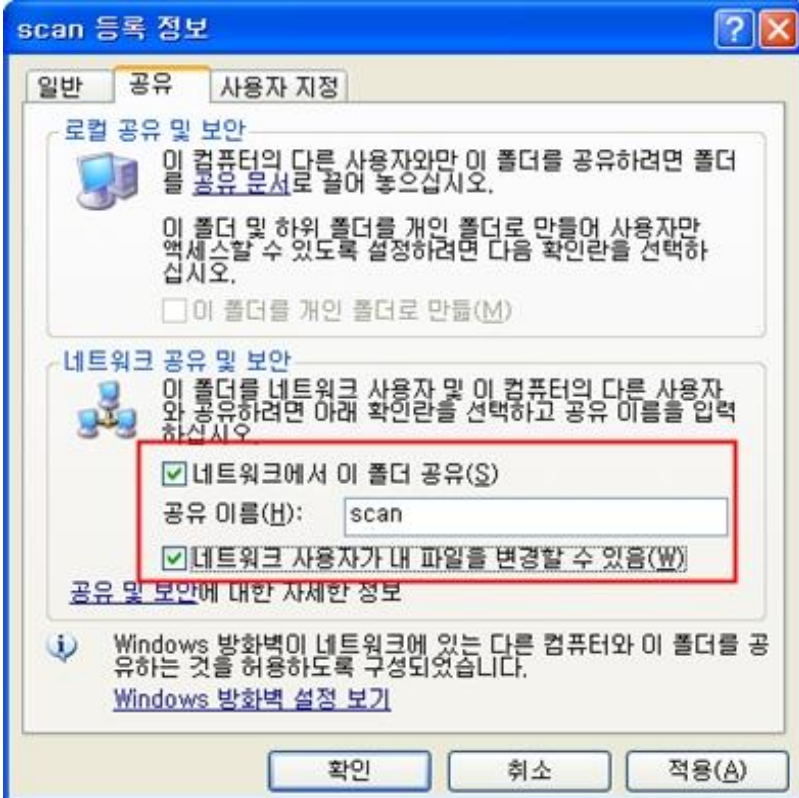 scan 등록 정보
일반 공유 사용자 지정
로컬 공유 및 보안
이 컴퓨터의 다른 사용자와만 이 폴더를 공유하려면 폴더
를 공유 문서로 끌어 놓으십시오.
이 폴더 및 하위 폴더를 개인 폴더로 만들어 사용자만
액세스할 수 있도록 설정하려면 다음 확인란을 선택하
십시오.
이 폴더를 개인 폴더로 만듦(M)
네트워크 공유 및 보안
이 폴더를 네트워크 사용자 및 이 컴퓨터의 다른 사용자
와 공유하려면 아래 확인란을 선택하고 공유 이름을 입력
하십시오.
네트워크에서 이 폴더 공유(S)
공유 이름(H): scan
네트워크 사용자가 내 파일을 변경할 수 있음(W)
공유 및 보안에 대한 자세한 정보
Windows 방화벽이 네트워크에 있는 다른 컴퓨터와 이 폴더를 공
유하는 것을 허용하도록 구성되었습니다.
Windows 방화벽 설정 보기
확인 취소 적용(A)